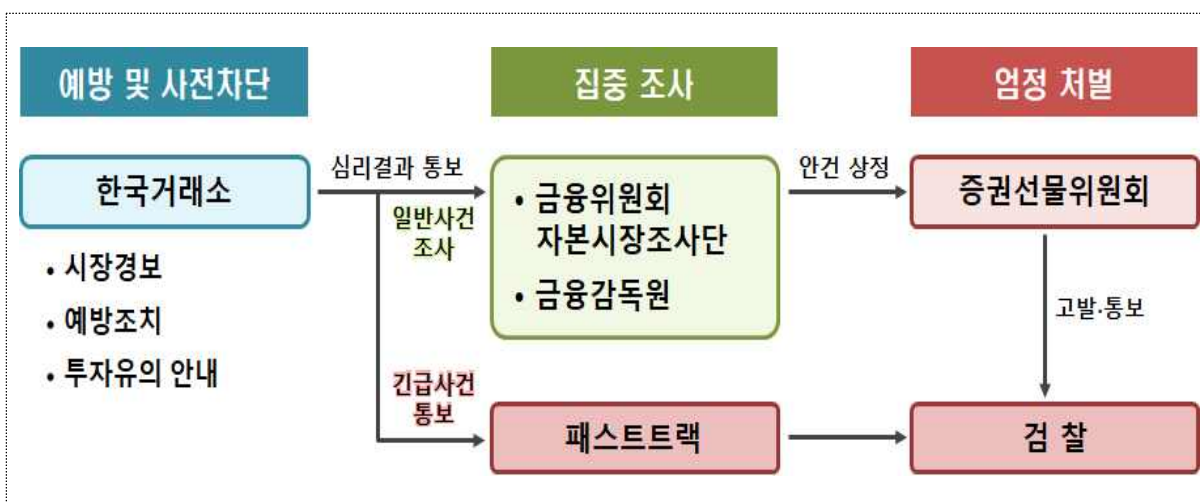 예방 및 사전차단
집중 조사
엄정 처벌
한국거래소
• 시장경보
• 예방조치
• 투자유의 안내
심리결과 통보
일반사건
조사
긴급사건
통보
• 금융위원회
자본시장조사단
• 금융감독원
패스트트랙
안건 상정
증권선물위원회
고발·통보
검 찰